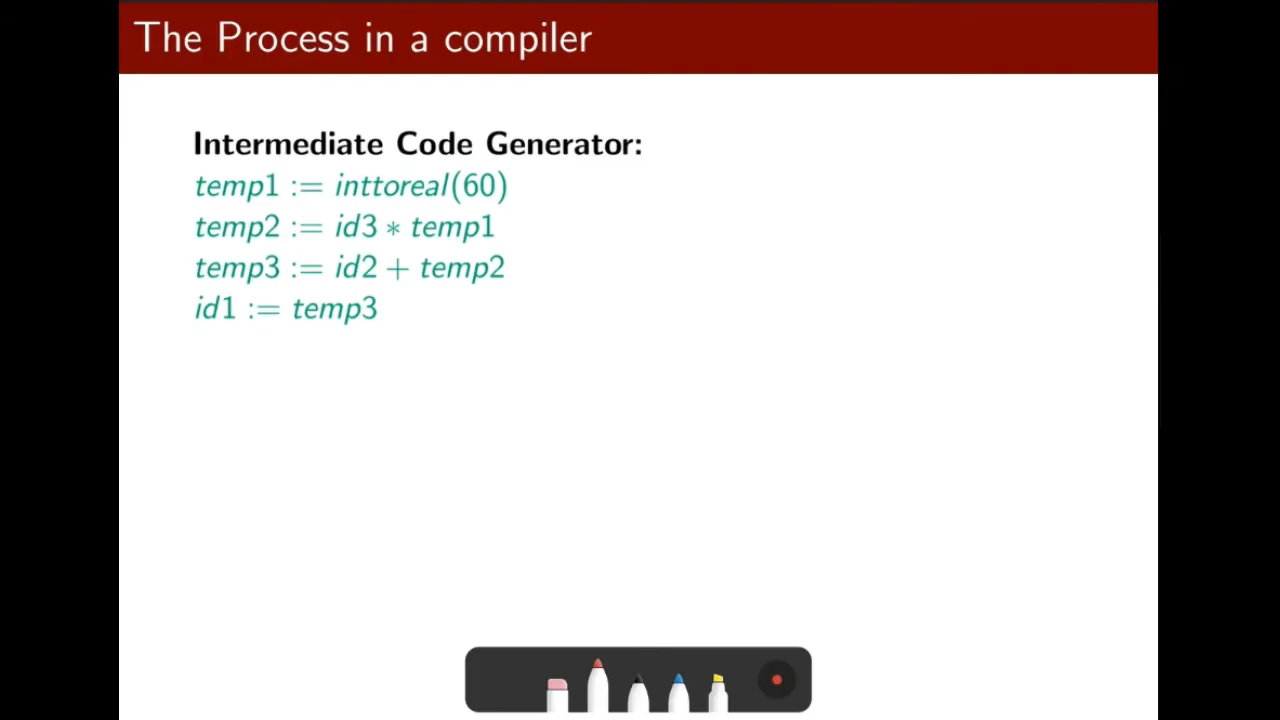 The Process in a compiler
Intermediate Code Generator:
temp1 := inttoreal(60)
temp2 := id3 ∗ temp1
temp3 := id2 + temp2
id1 := temp3